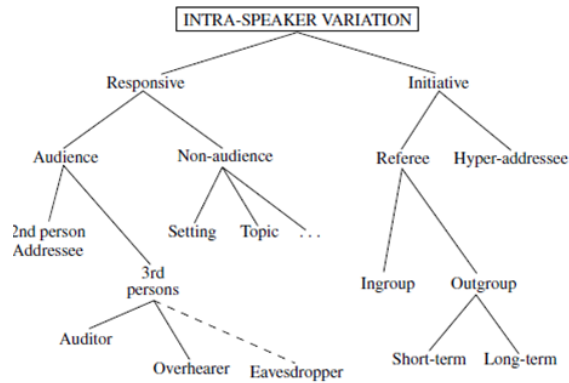 INTRA-SPEAKER VARIATION
Responsive Initiative
Audience Non-audience Referee Hyper-addressee
2nd person Setting Topic ...
Addressee
3rd Ingroup Outgroup
persons
Auditor
Overhearer Eavesdropper Short-term Long-term